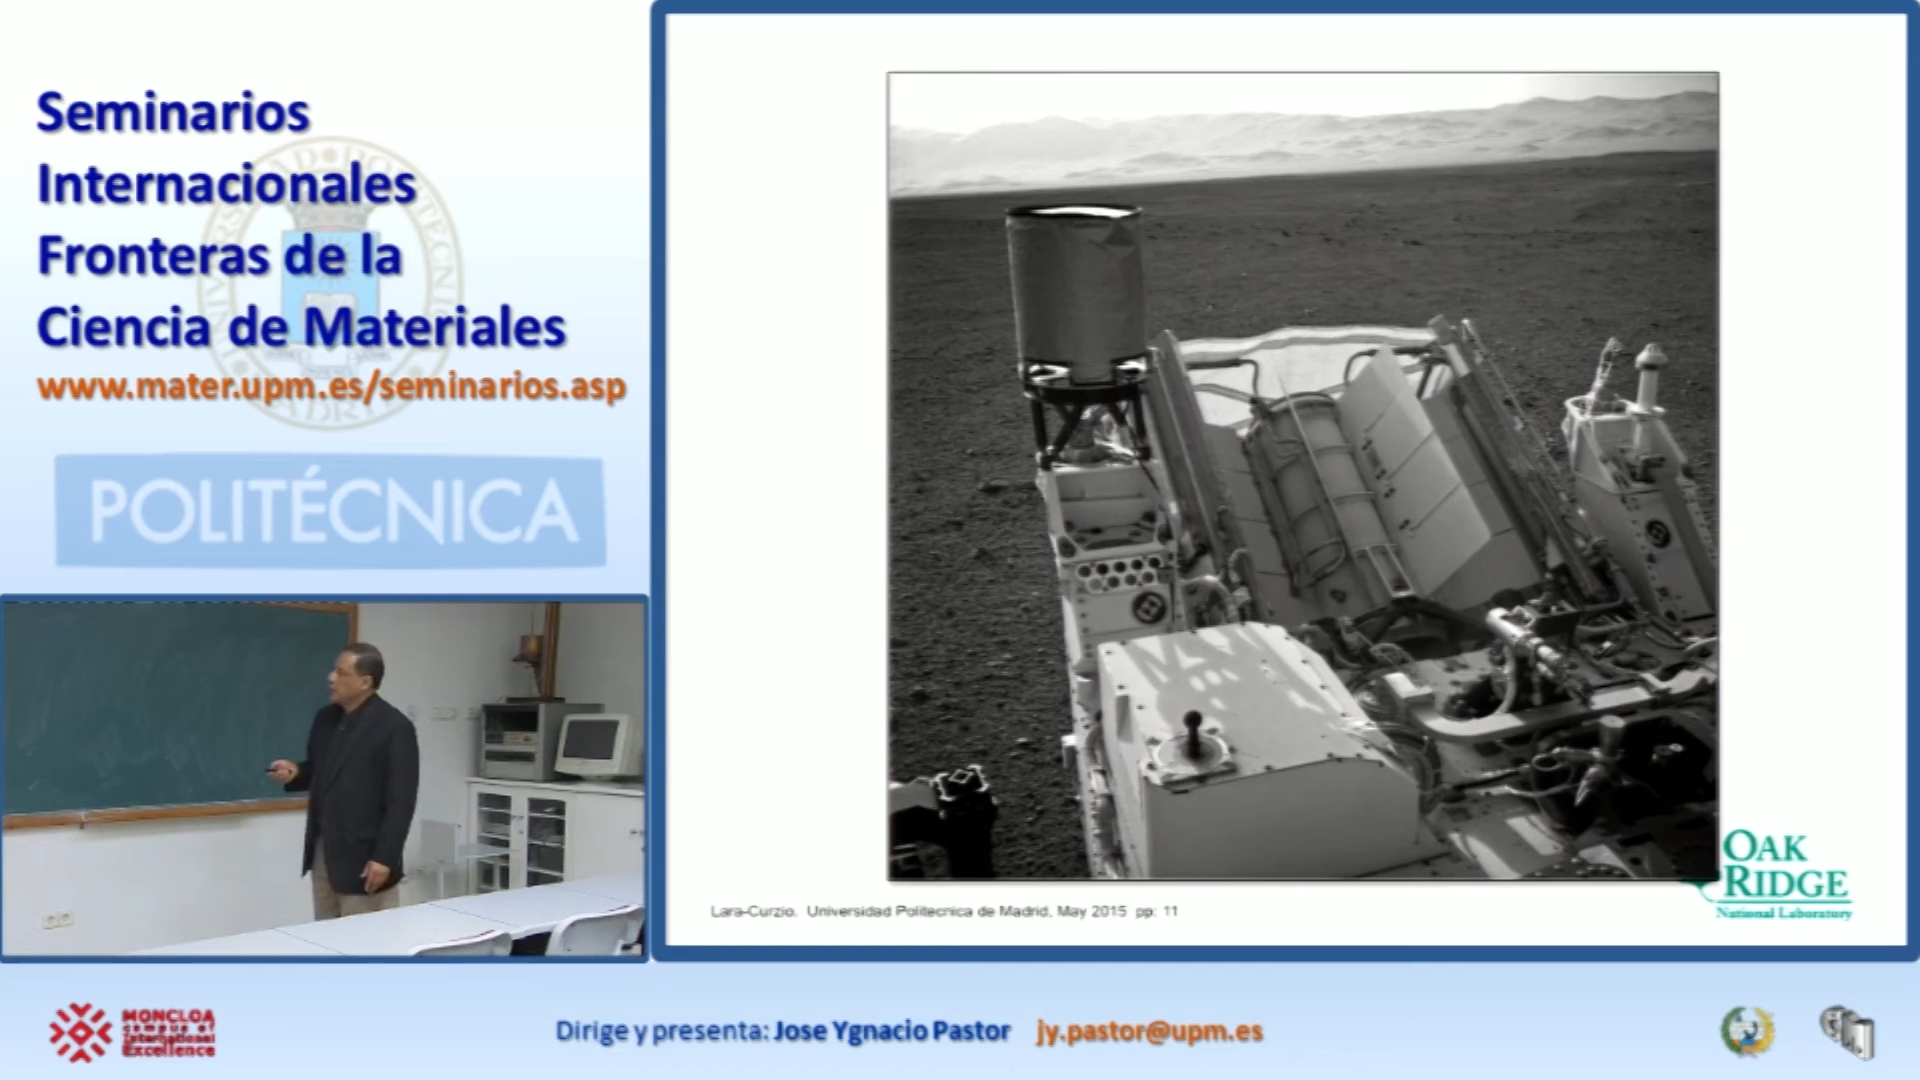 Seminarios
Internacionales
Fronteras de la
Ciencia de Materiales
www.mater.upm.es/seminarios.asp
POLITÉCNICA
Lara-Curzio, Universidad Politecnica de Madrid, May 2015 pp: 11
OAK
RIDGE
National Laboratory
MONCLOA
campus of
International
Excellence
Dirige y presenta: Jose Ygnacio Pastor jy.pastor@upm.es